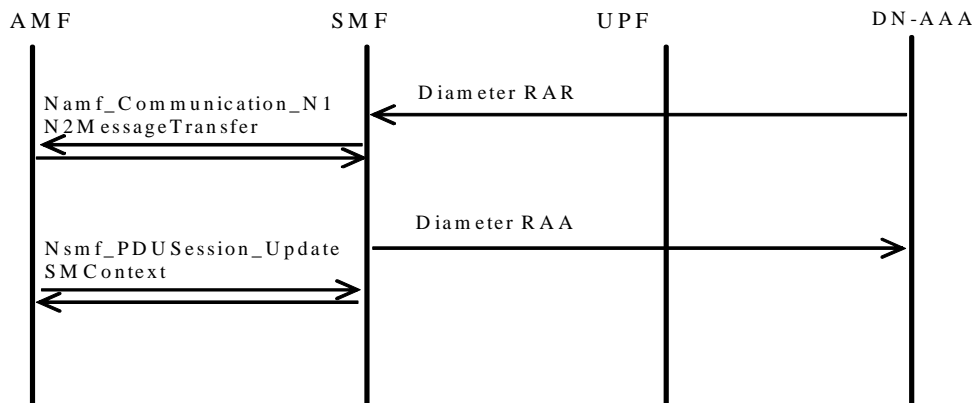 AMF
SMF
UPF
DN-AAA
Diameter RAR
Namf_Communication_N1
N2MessageTransfer
Diameter RAA
Nsmf_PDUSession_Update
SMContext